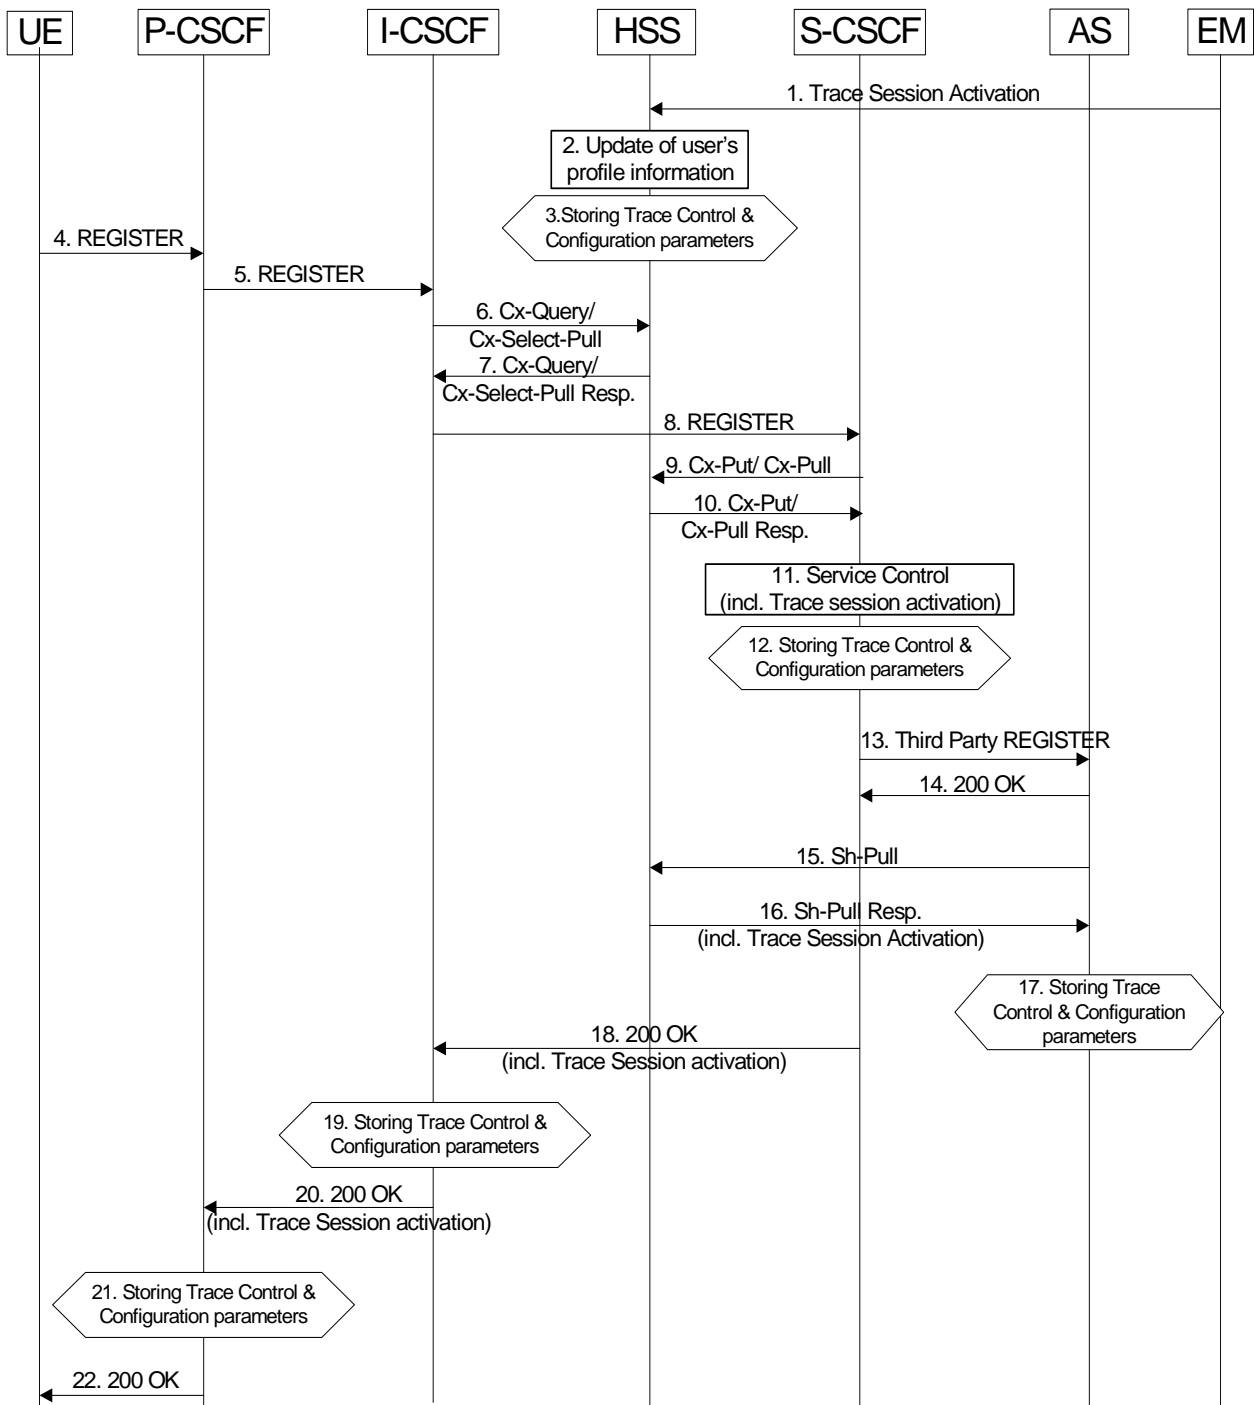 UE
P-CSCF
I-CSCF
HSS
S-CSCF
AS
EM
1. Trace Session Activation
2. Update of user's
profile information
3.Storing Trace Control &
Configuration parameters
4. REGISTER
5. REGISTER
6. Cx-Query/
Cx-Select-Pull
7. Cx-Query/
Cx-Select-Pull Resp.
8. REGISTER
9. Cx-Put/ Cx-Pull
10. Cx-Put/
Cx-Pull Resp.
11. Service Control
(incl. Trace session activation)
12. Storing Trace Control &
Configuration parameters
13. Third Party REGISTER
14. 200 OK
15. Sh-Pull
16. Sh-Pull Resp.
(incl. Trace Session Activation)
17. Storing Trace
Control & Configuration
parameters
18. 200 OK
(incl. Trace Session activation)
19. Storing Trace Control &
Configuration parameters
20. 200 OK
(incl. Trace Session activation)
21. Storing Trace Control &
Configuration parameters
22. 200 OK